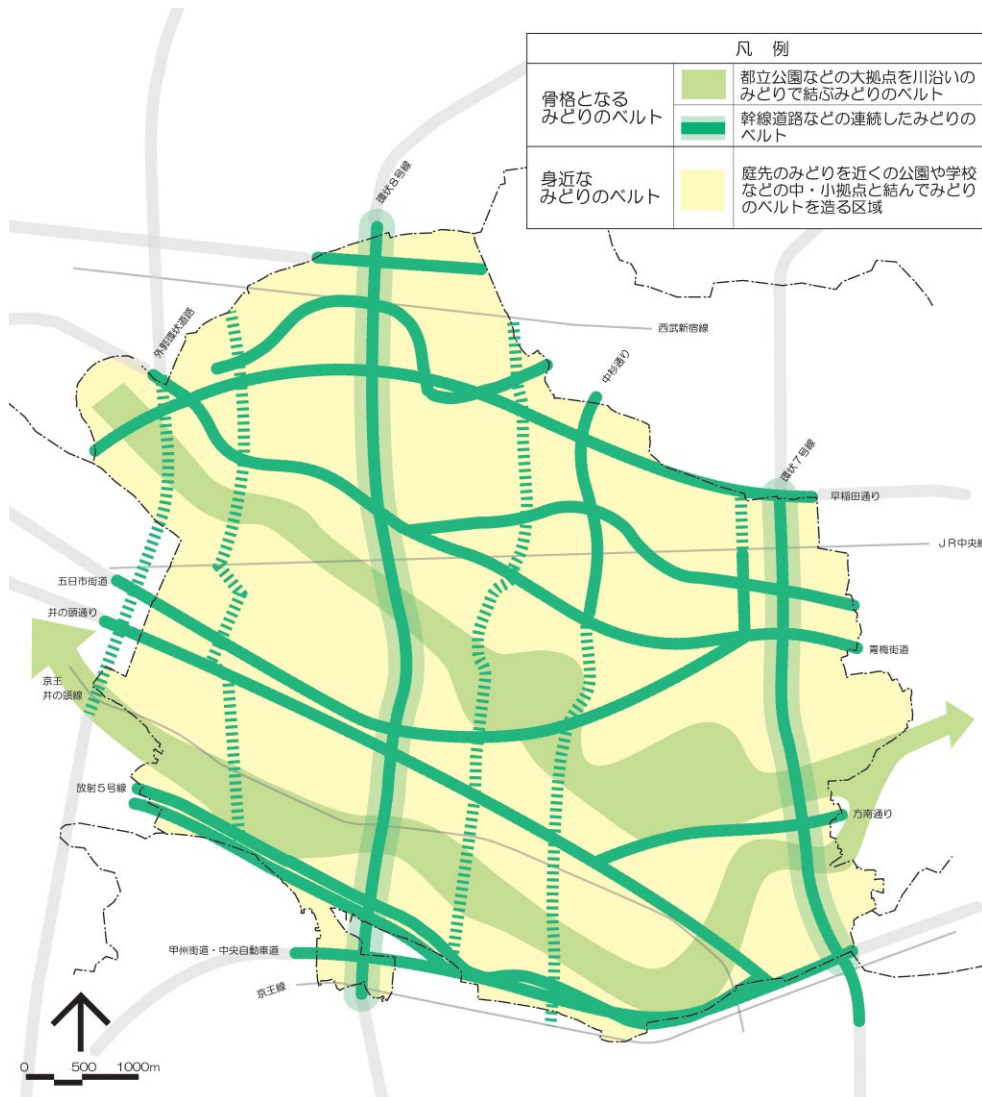 凡 例
骨格となる
みどりのベルト
都立公園などの大拠点を川沿いの
みどりで結ぶみどりのベルト
幹線道路などの連続したみどりの
ベルト
身近な
みどりのベルト
庭先のみどりを近くの公園や学校
などの中・小拠点と結んでみどり
のベルトを造る区域
環状8号線
外郭環状道路
西武新宿線
中杉通り
環状7号線
早稲田通り
JR中央線
五日市街道
井の頭通り
青梅街道
京王
井の頭線
放射5号線
方南通り
甲州街道・中央自動車道
京王線
0 500 1000m